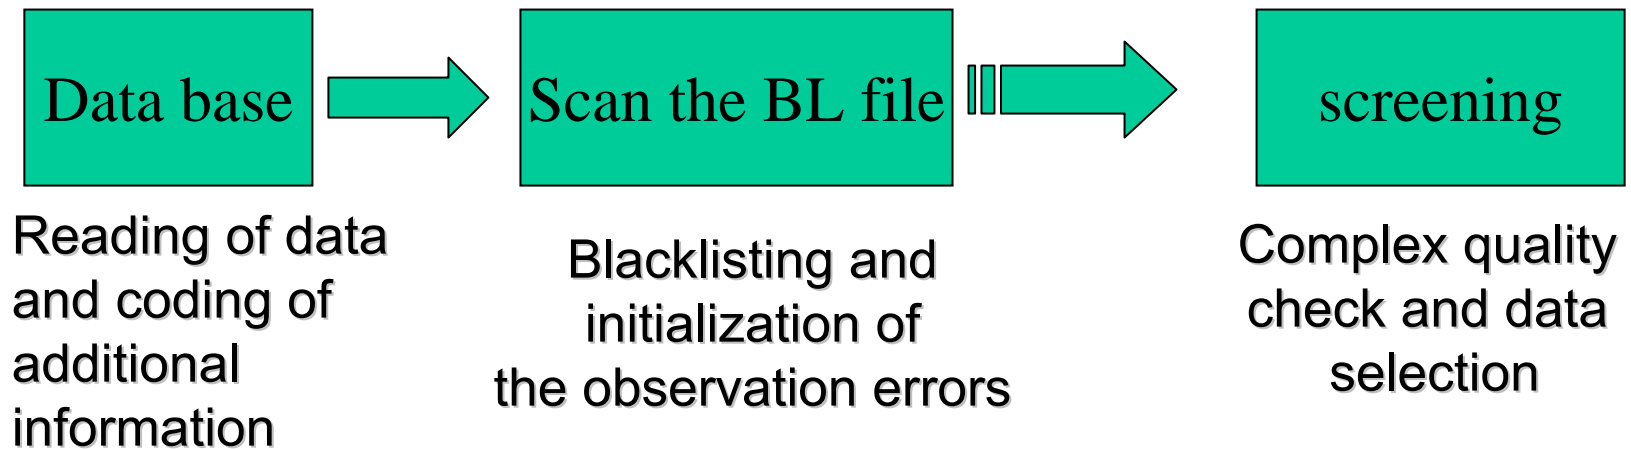 Data base
Scan the BL file
screening
Reading of data
and coding of
additional
information
Blacklisting and
initialization of
the observation errors
Complex quality
check and data
selection